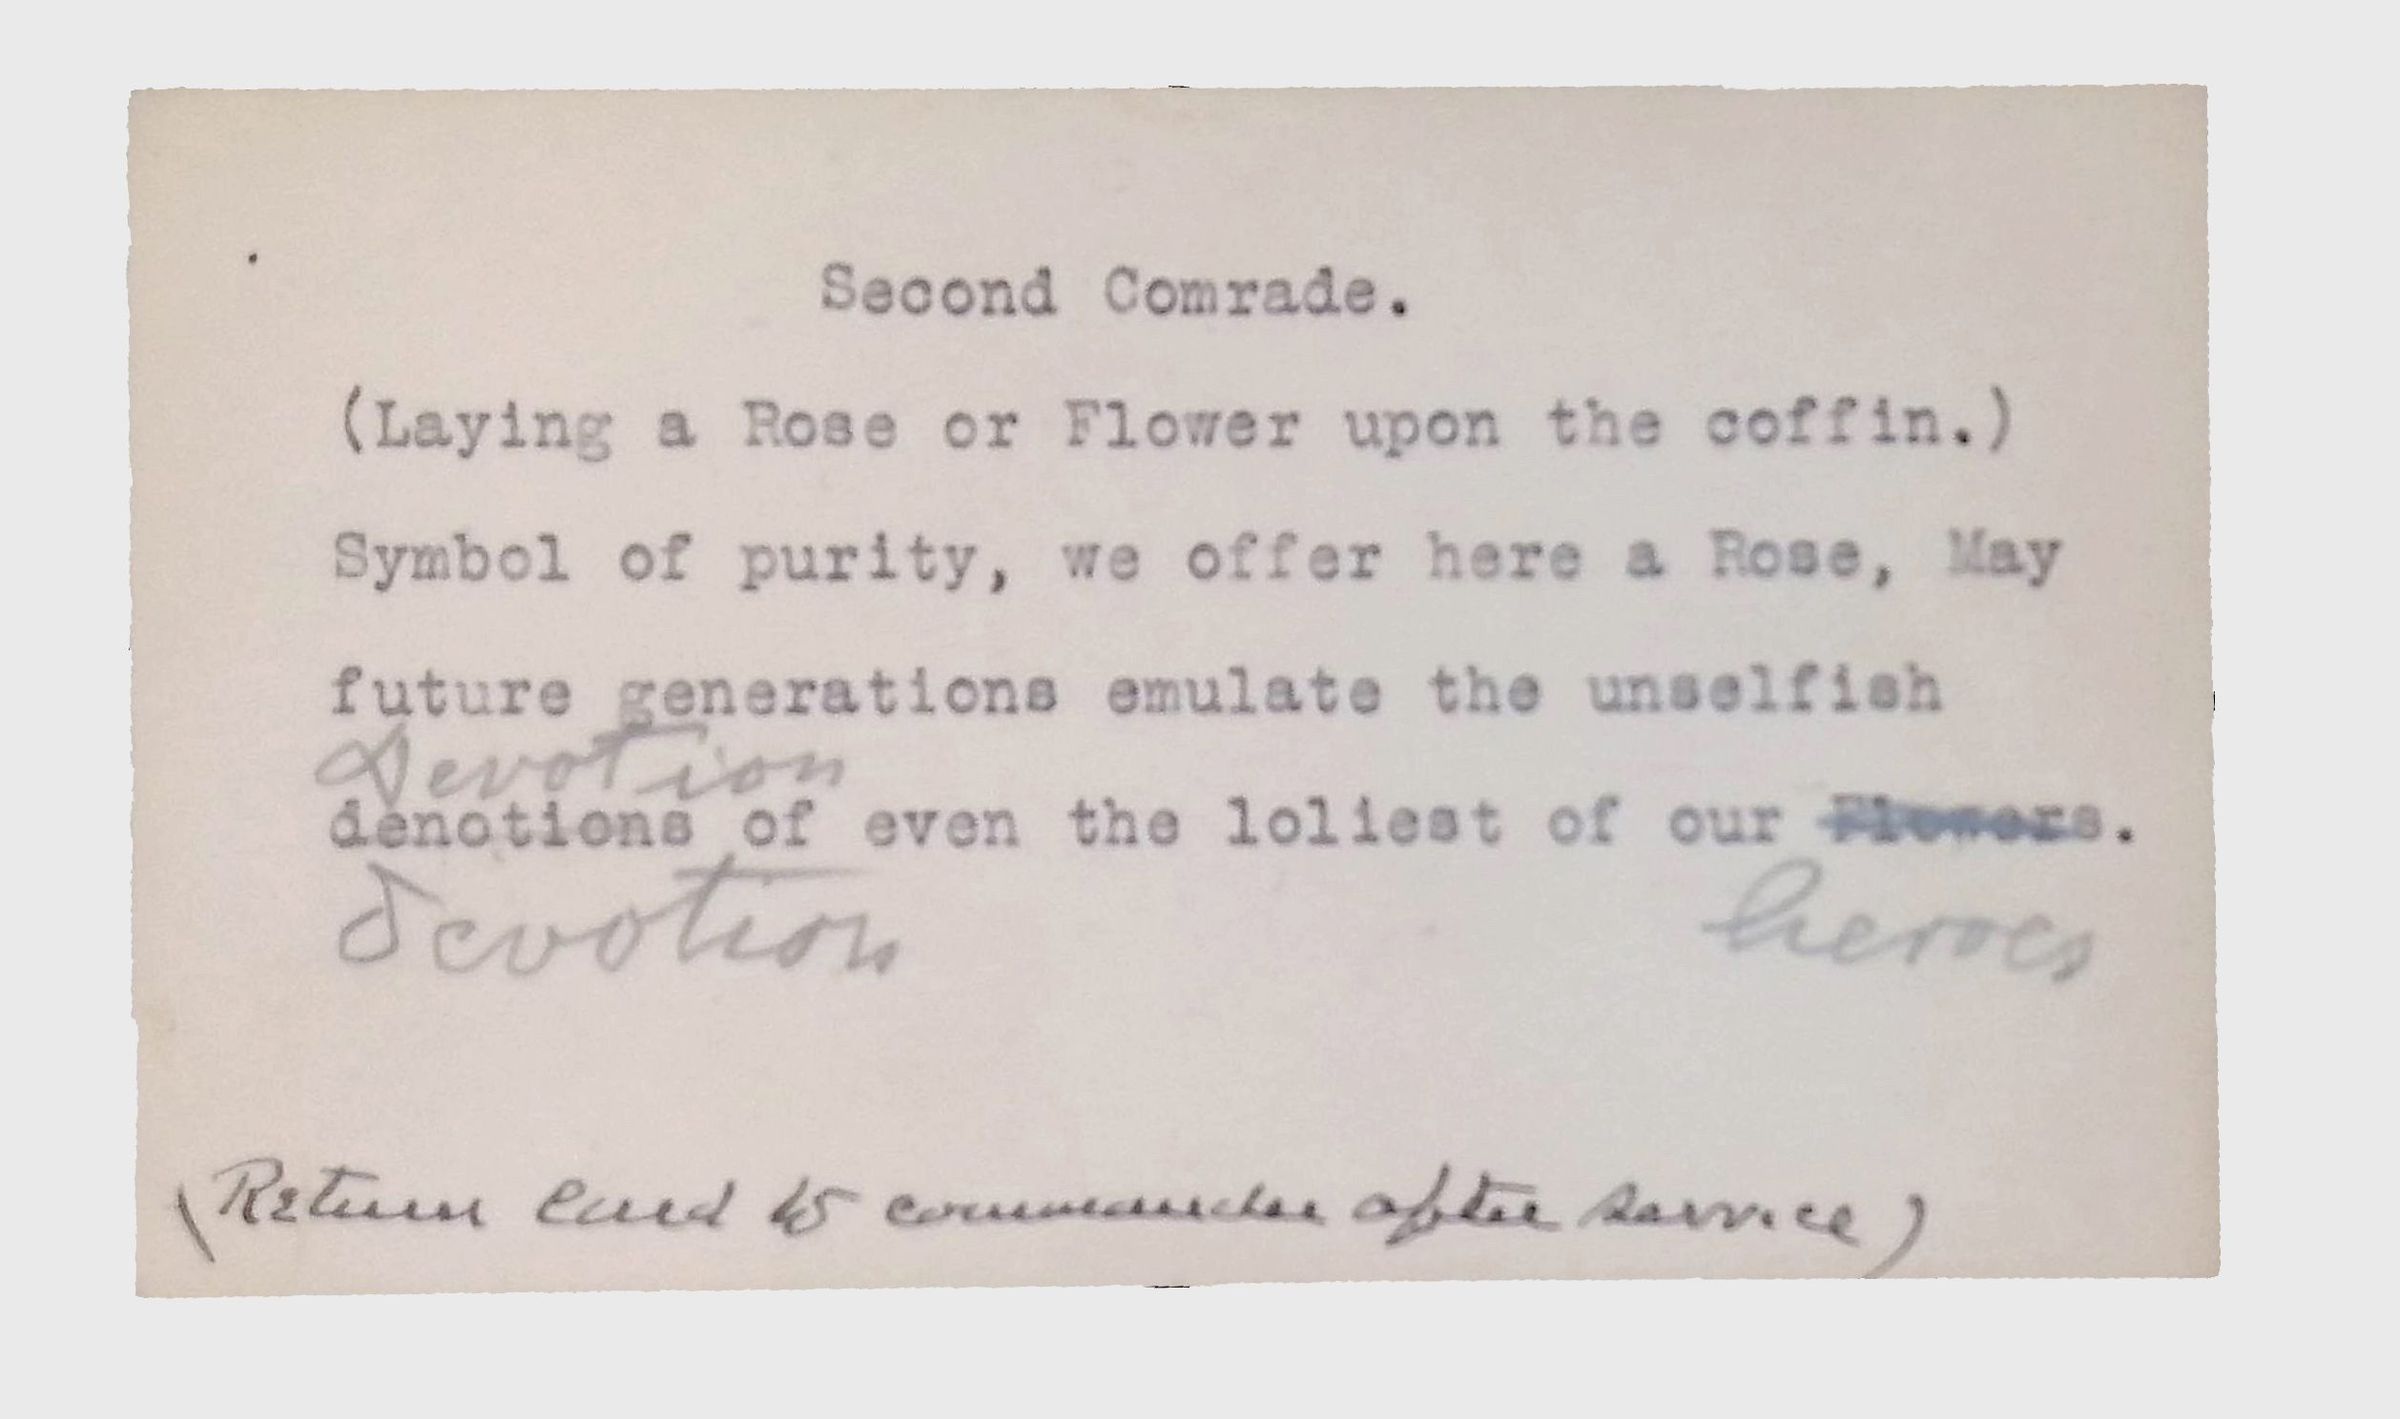 Second Comrade.
(Laying a Rose or Flower upon the coffin.)
Symbol of purity, we offer here a Rose, May
future generations emulate the unselfish
Devotion
denotions of even the loliest of our Flowers.
devotion heroes
(Return Card to commander after service)